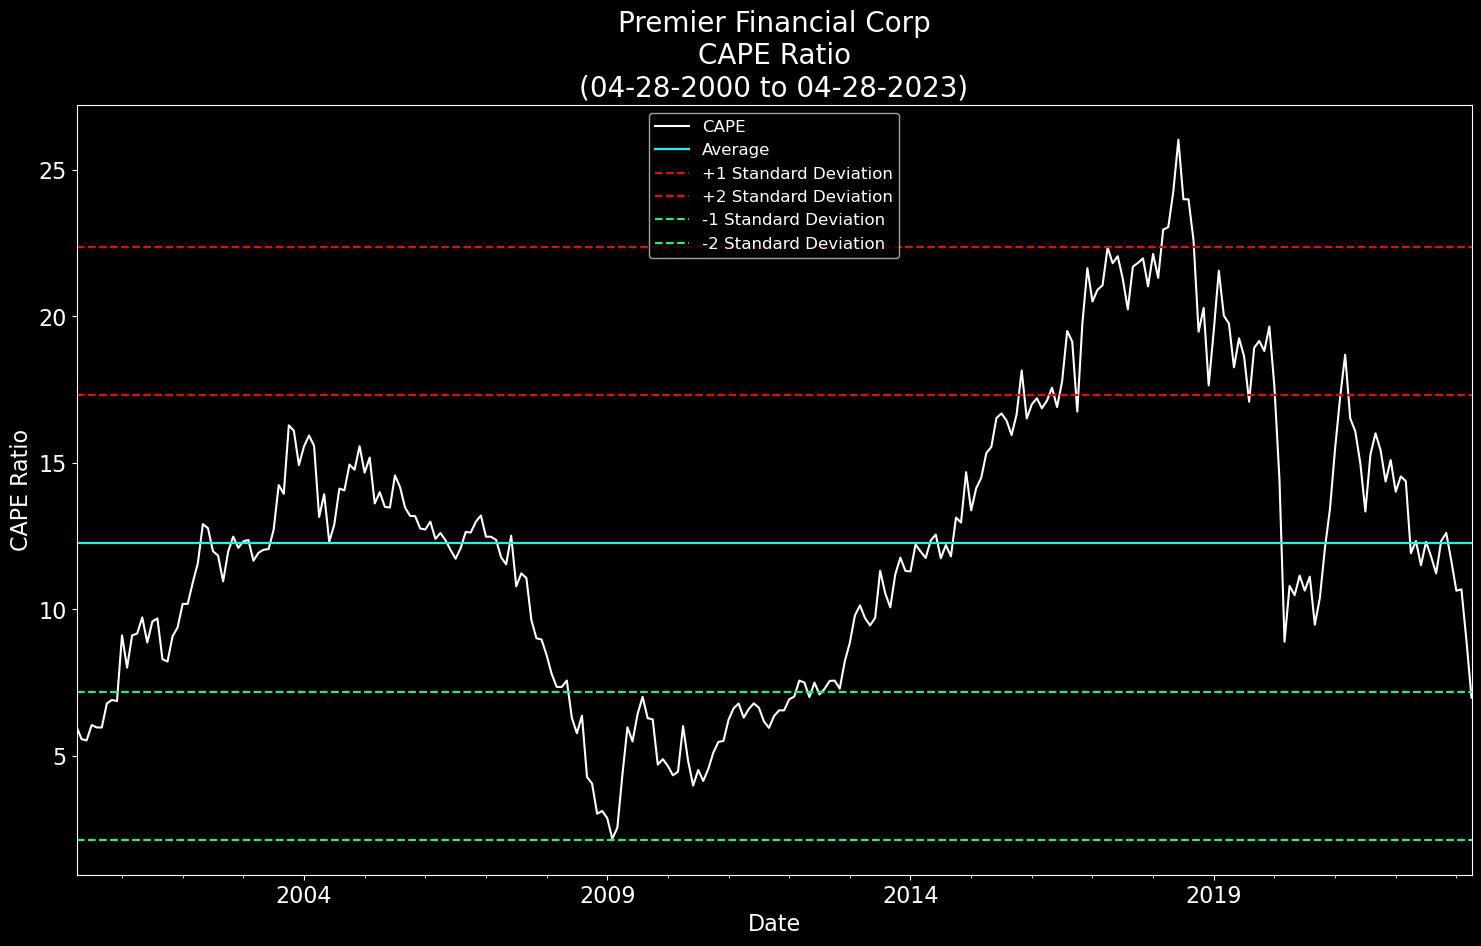 Premier Financial Corp
CAPE Ratio
(04-28-2000 to 04-28-2023)
CAPE
Average
+1 Standard Deviation
+2 Standard Deviation
-1 Standard Deviation
-2 Standard Deviation
25
20
15
10
5
CAPE Ratio
2004
2009
2014
2019
Date